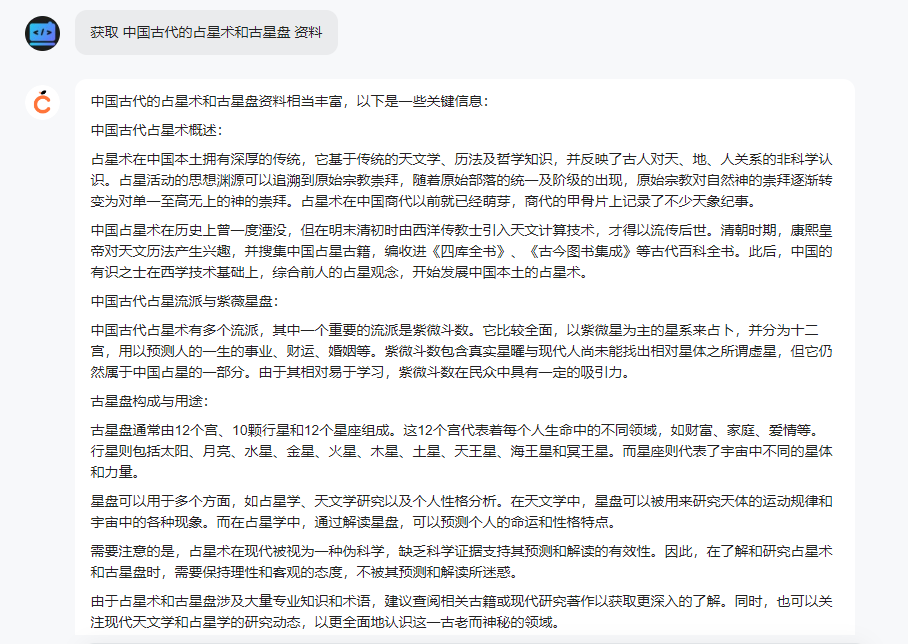 获取 中国古代的占星术和古星盘 资料
中国古代的占星术和古星盘资料相当丰富，以下是一些关键信息：
中国古代占星术概述：
占星术在中国本土拥有深厚的传统，它基于传统的天文学、历法及哲学知识，并反映了古人对天、地、人关系的非科学认
识。占星活动的思想渊源可以追溯到原始宗教崇拜，随着原始部落的统一及阶级的出现，原始宗教对自然神的崇拜逐渐转
变为对单一至高无上的神的崇拜。占星术在中国商代以前就已经萌芽，商代的甲骨片上记录了不少天象纪事。
中国占星术在历史上曾一度湮没，但在明末清初时由西洋传教士引入天文计算技术，才得以流传后世。清朝时期，康熙皇
帝对天文历法产生兴趣，并搜集中国占星古籍，编收进《四库全书》、《古今图书集成》等古代百科全书。此后，中国的
有识之士在西学技术基础上，综合前人的占星观念，开始发展中国本土的占星术。
中国古代占星流派与紫薇星盘：
中国古代占星术有多个流派，其中一个重要的流派是紫微斗数。它比较全面，以紫微星为主的星系来占卜，并分为十二
宫，用以预测人的一生的事业、财运、婚姻等。紫微斗数包含真实星曜与现代人尚未能找出相对星体之所谓虚星，但它仍
然属于中国占星的一部分。由于其相对易于学习，紫微斗数在民众中具有一定的吸引力。
古星盘构成与用途：
古星盘通常由12个宫、10颗行星和12个星座组成。这12个宫代表着每个人生命中的不同领域，如财富、家庭、爱情等。
行星则包括太阳、月亮、水星、金星、火星、木星、土星、天王星、海王星和冥王星。而星座则代表了宇宙中不同的星体
和力量。
星盘可以用于多个方面，如占星学、天文学研究以及个人性格分析。在天文学中，星盘可以被用来研究天体的运动规律和
宇宙中的各种现象。而在占星学中，通过解读星盘，可以预测个人的命运和性格特点。
需要注意的是，占星术在现代被视为一种伪科学，缺乏科学证据支持其预测和解读的有效性。因此，在了解和研究占星术
和古星盘时，需要保持理性和客观的态度，不被其预测和解读所迷惑。
由于占星术和古星盘涉及大量专业知识和术语，建议查阅相关古籍或现代研究著作以获取更深入的了解。同时，也可以关
注现代天文学和占星学的研究动态，以更全面地认识这一古老而神秘的领域。